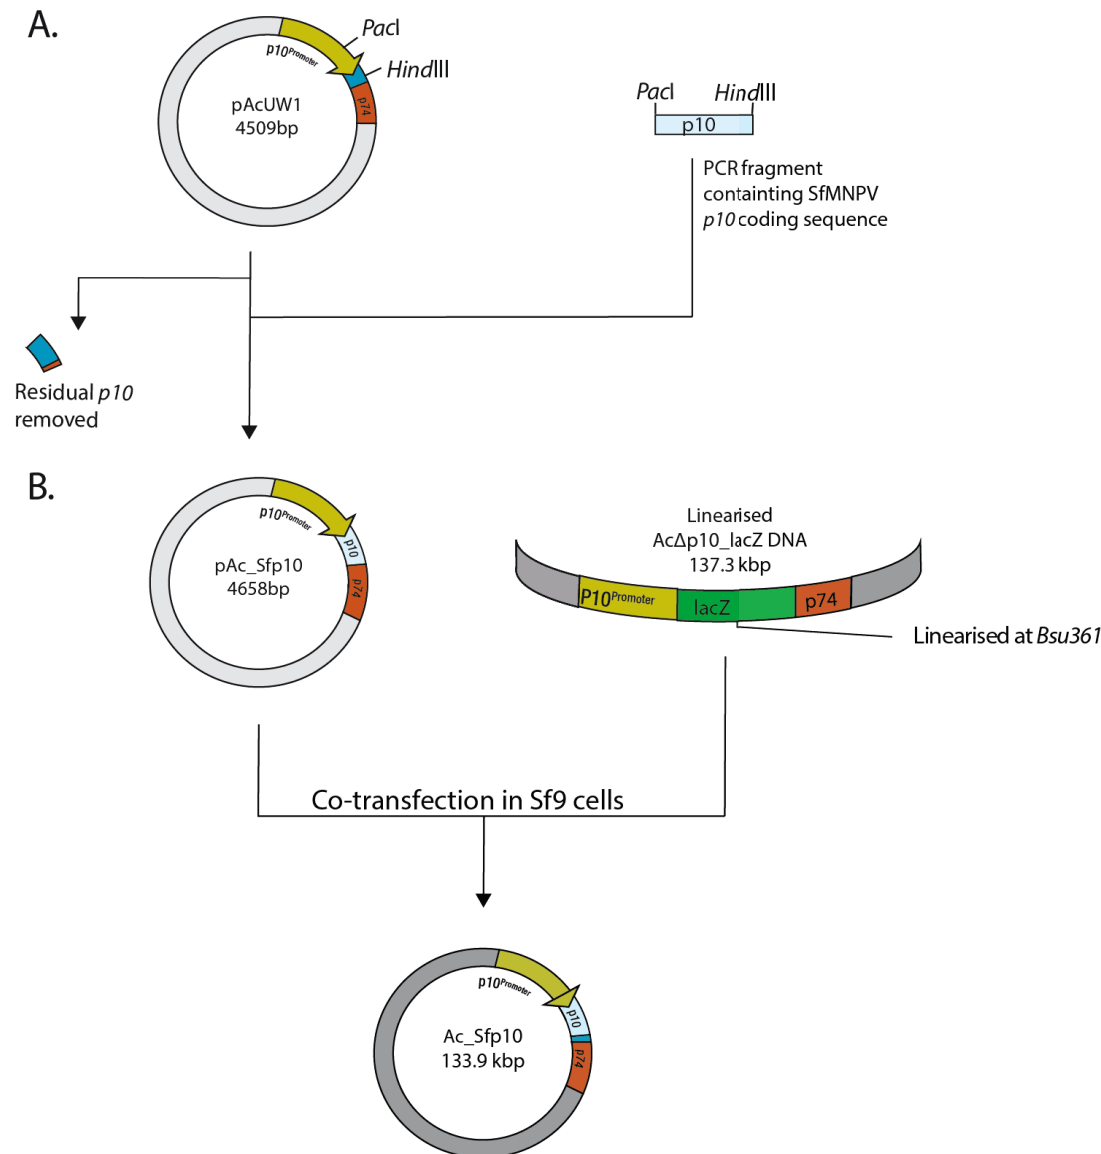 A.
PacI
p10Promoter
HindIII
p74
pAcUW1
4509bp
PacI HindIII
p10
PCR fragment
containting SfMNPV
p10 coding sequence
Residual p10
removed
B.
p10Promoter
p10
p74
pAc_Sfp10
4658bp
Linearised
AcΔp10_lacZ DNA
137.3 kbp
P10Promoter
lacZ
p74
Linearised at Bsu361
Co-transfection in Sf9 cells
p10Promoter
p10
p74
Ac_Sfp10
133.9 kbp